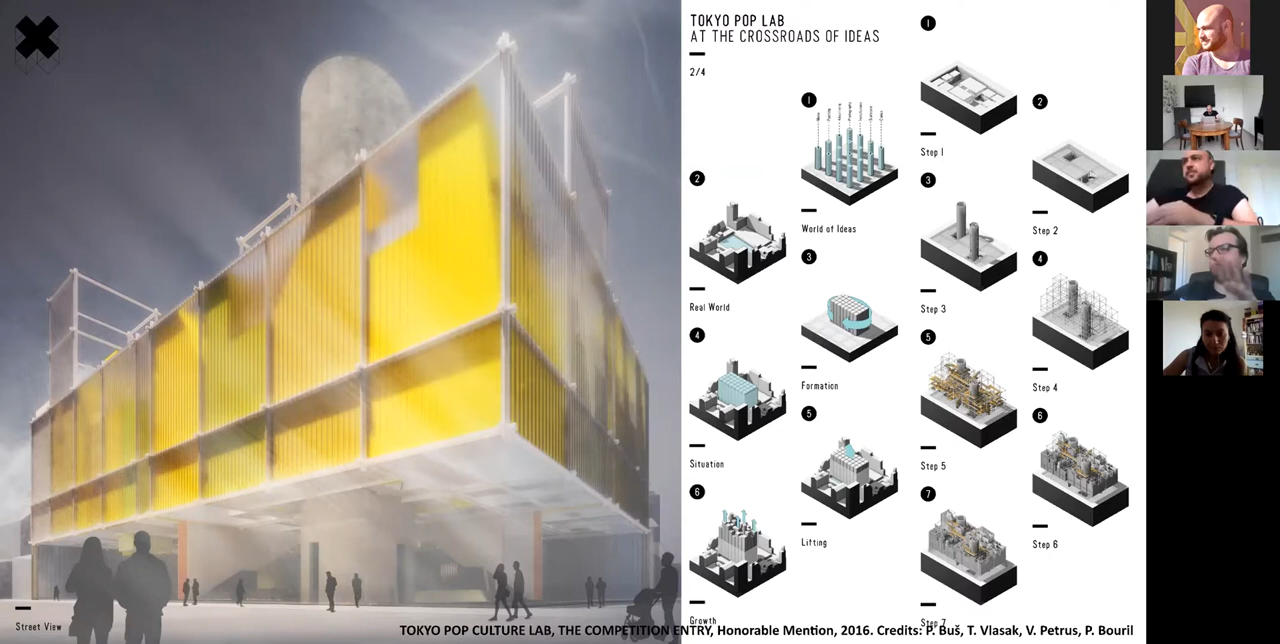 TOKYO POP LAB
AT THE CROSSROADS OF IDEAS
2/4
1
World of Ideas
2
Real World
3
Formation
4
Situation
5
Lifting
6
Growth
1
Step 1
2
Step 2
3
Step 3
4
Step 4
5
Step 5
6
Step 6
7
Step 7
Street View
TOKYO POP CULTURE LAB, THE COMPETITION ENTRY, Honorable Mention, 2016. Credits: P. Buš, T. Vlasak, V. Petrus, P. Bouril